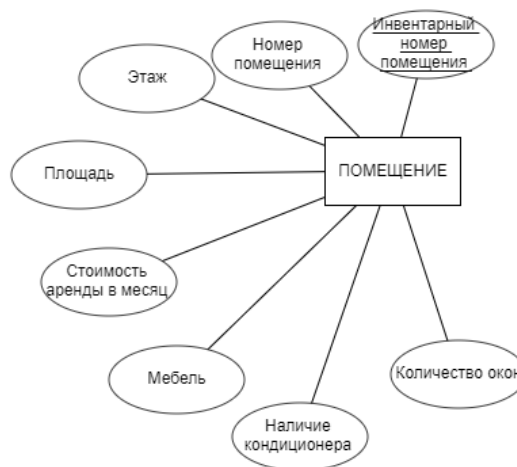 Инвентарный
номер
помещения
Номер
помещения
Этаж
ПОМЕЩЕНИЕ
Площадь
Стоимость
аренды в месяц
Мебель
Количество окон
Наличие
кондиционера